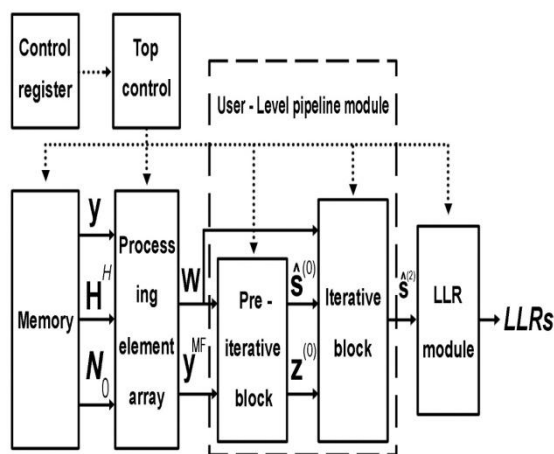 Control
register
Top
control
User - Level pipeline module
Memory
y
H^H
N_0
Process
ing
element
array
W
y^MF
Pre -
iterative
block
ŝ^(0)
z^(0)
Iterative
block
ŝ^(2)
LLR
module
LLRs